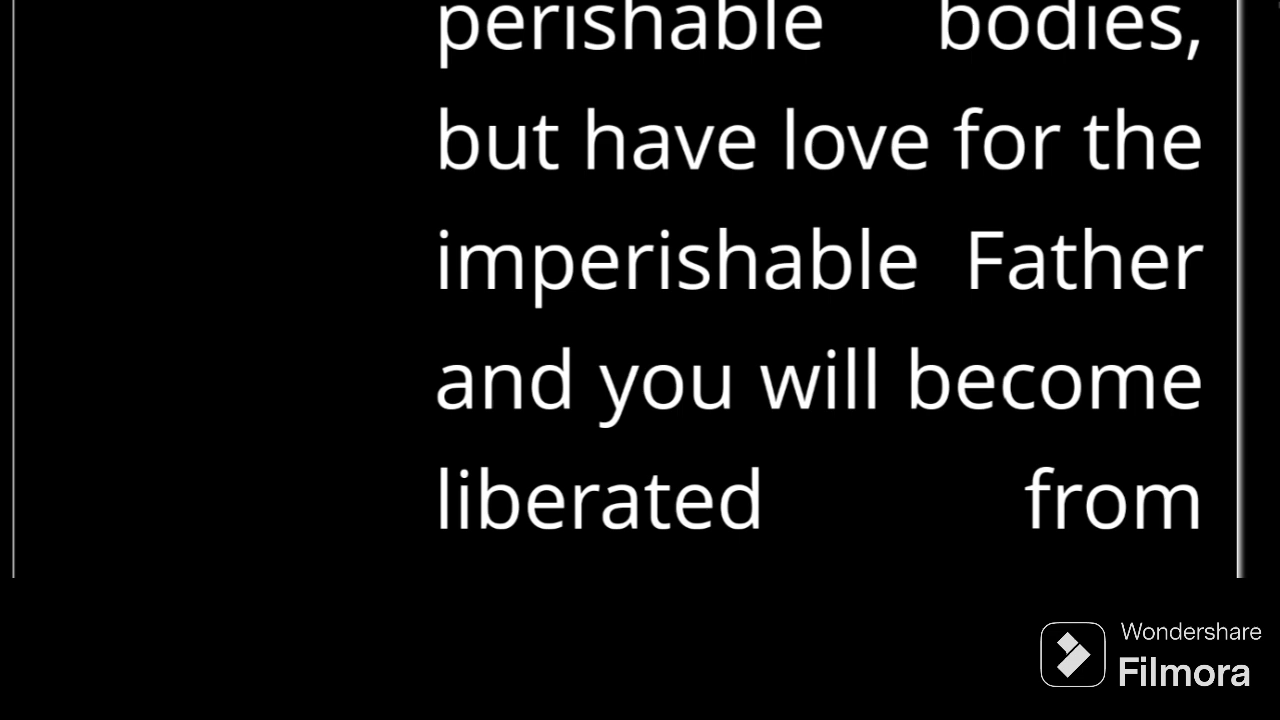 perishable bodies,
but have love for the
imperishable Father
and you will become
liberated from
Wondershare
Filmora